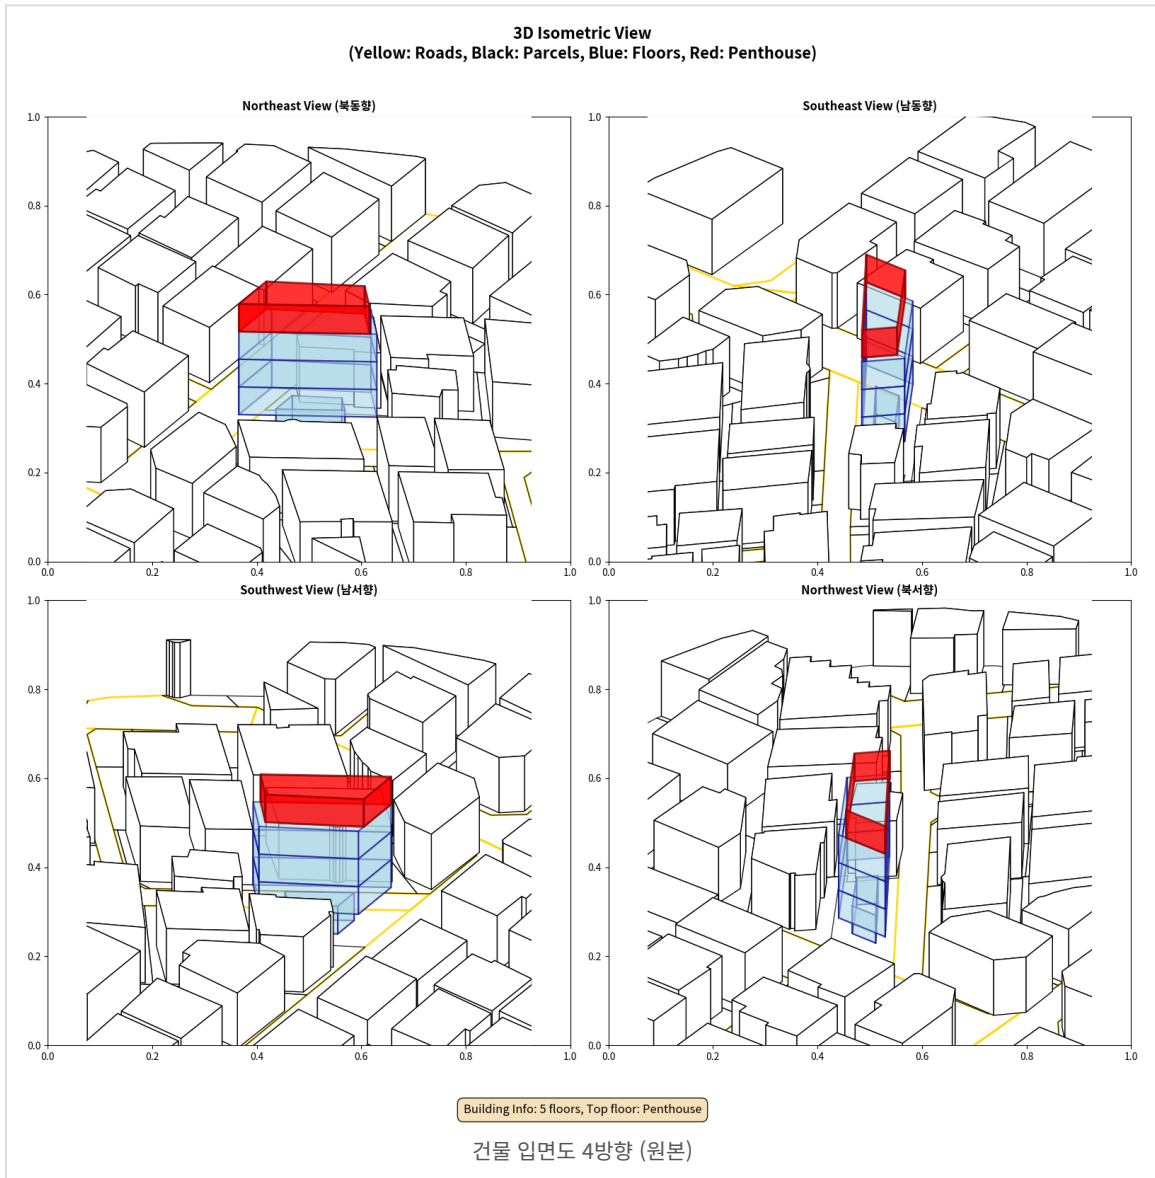 3D Isometric View
(Yellow: Roads, Black: Parcels, Blue: Floors, Red: Penthouse)
Northeast View (북동향)
1.0
0.8
0.6
0.4
0.2
0.0
0.0 0.2 0.4 0.6 0.8 1.0
Southeast View (남동향)
1.0
0.8
0.6
0.4
0.2
0.0
0.0 0.2 0.4 0.6 0.8 1.0
Southwest View (남서향)
1.0
0.8
0.6
0.4
0.2
0.0
0.0 0.2 0.4 0.6 0.8 1.0
Northwest View (북서향)
1.0
0.8
0.6
0.4
0.2
0.0
0.0 0.2 0.4 0.6 0.8 1.0
Building Info: 5 floors, Top floor: Penthouse
건물 입면도 4방향 (원본)